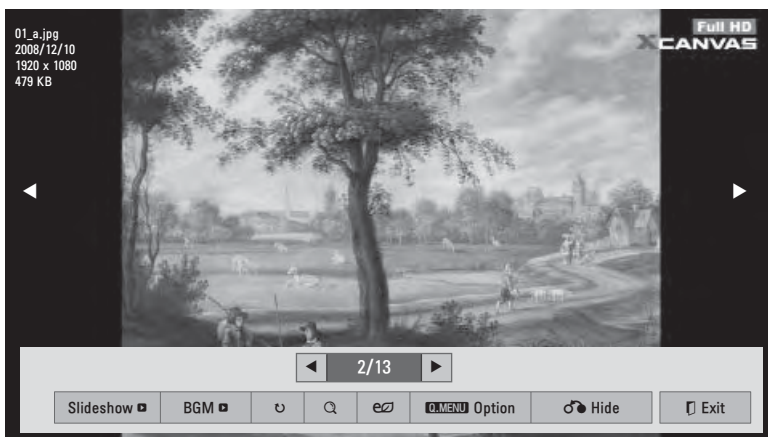 01_a.jpg
2008/12/10
1920 x 1080
479 KB
Full HD
XCANVAS
2/13
Slideshow
BGM
Q.MENU Option
Hide
Exit